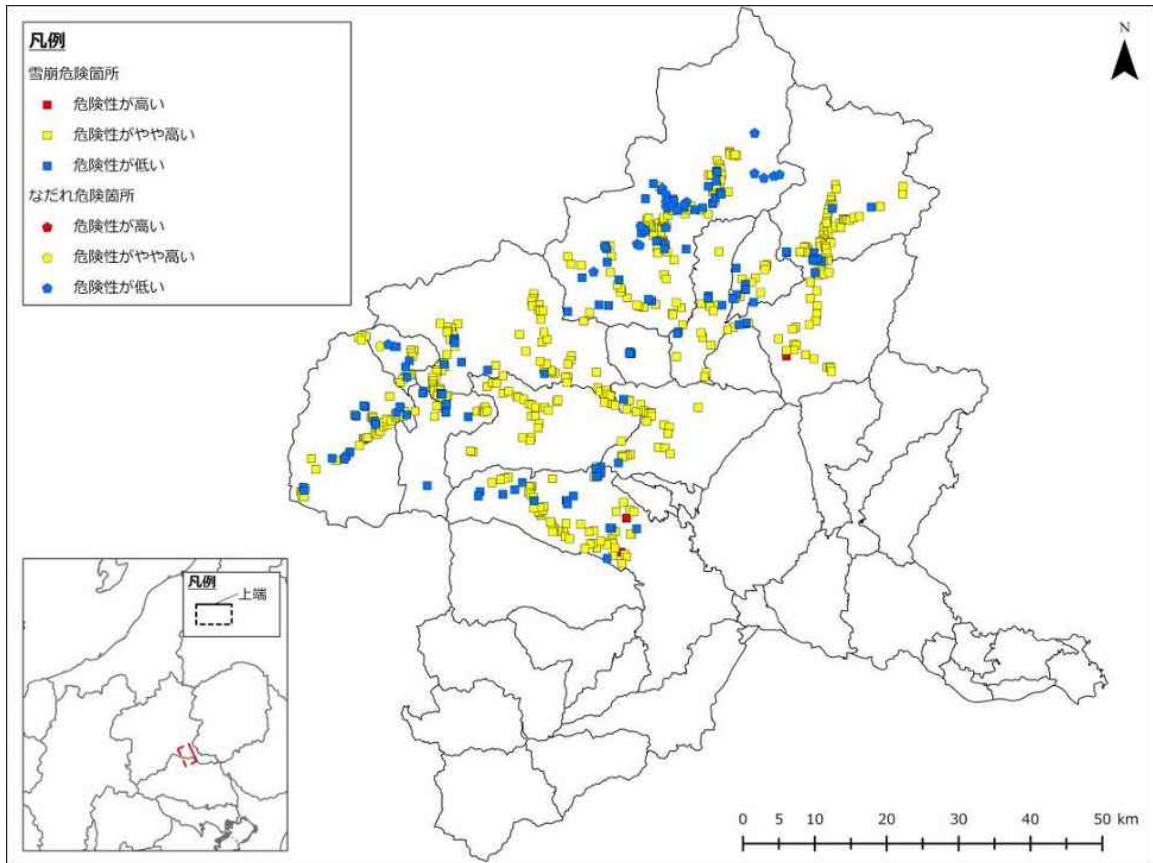 凡例
雪崩危険箇所
危険性が高い
危険性がやや高い
危険性が低い
なだれ危険箇所
危険性が高い
危険性がやや高い
危険性が低い
N
凡例
上端
0 5 10 20 30 40 50 km